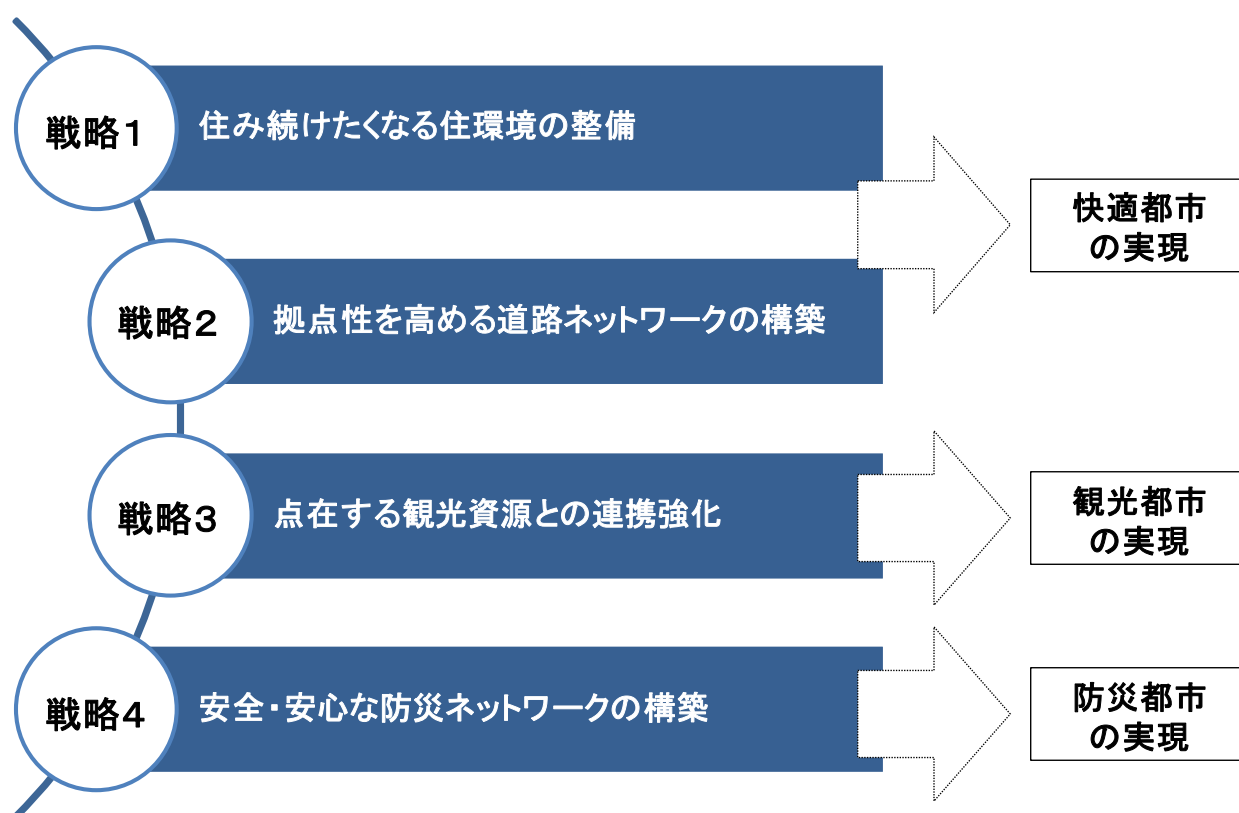 戦略1
住み続けたくなる住環境の整備
快適都市
の実現
戦略2
拠点性を高める道路ネットワークの構築
戦略3
点在する観光資源との連携強化
観光都市
の実現
戦略4
安全・安心な防災ネットワークの構築
防災都市
の実現